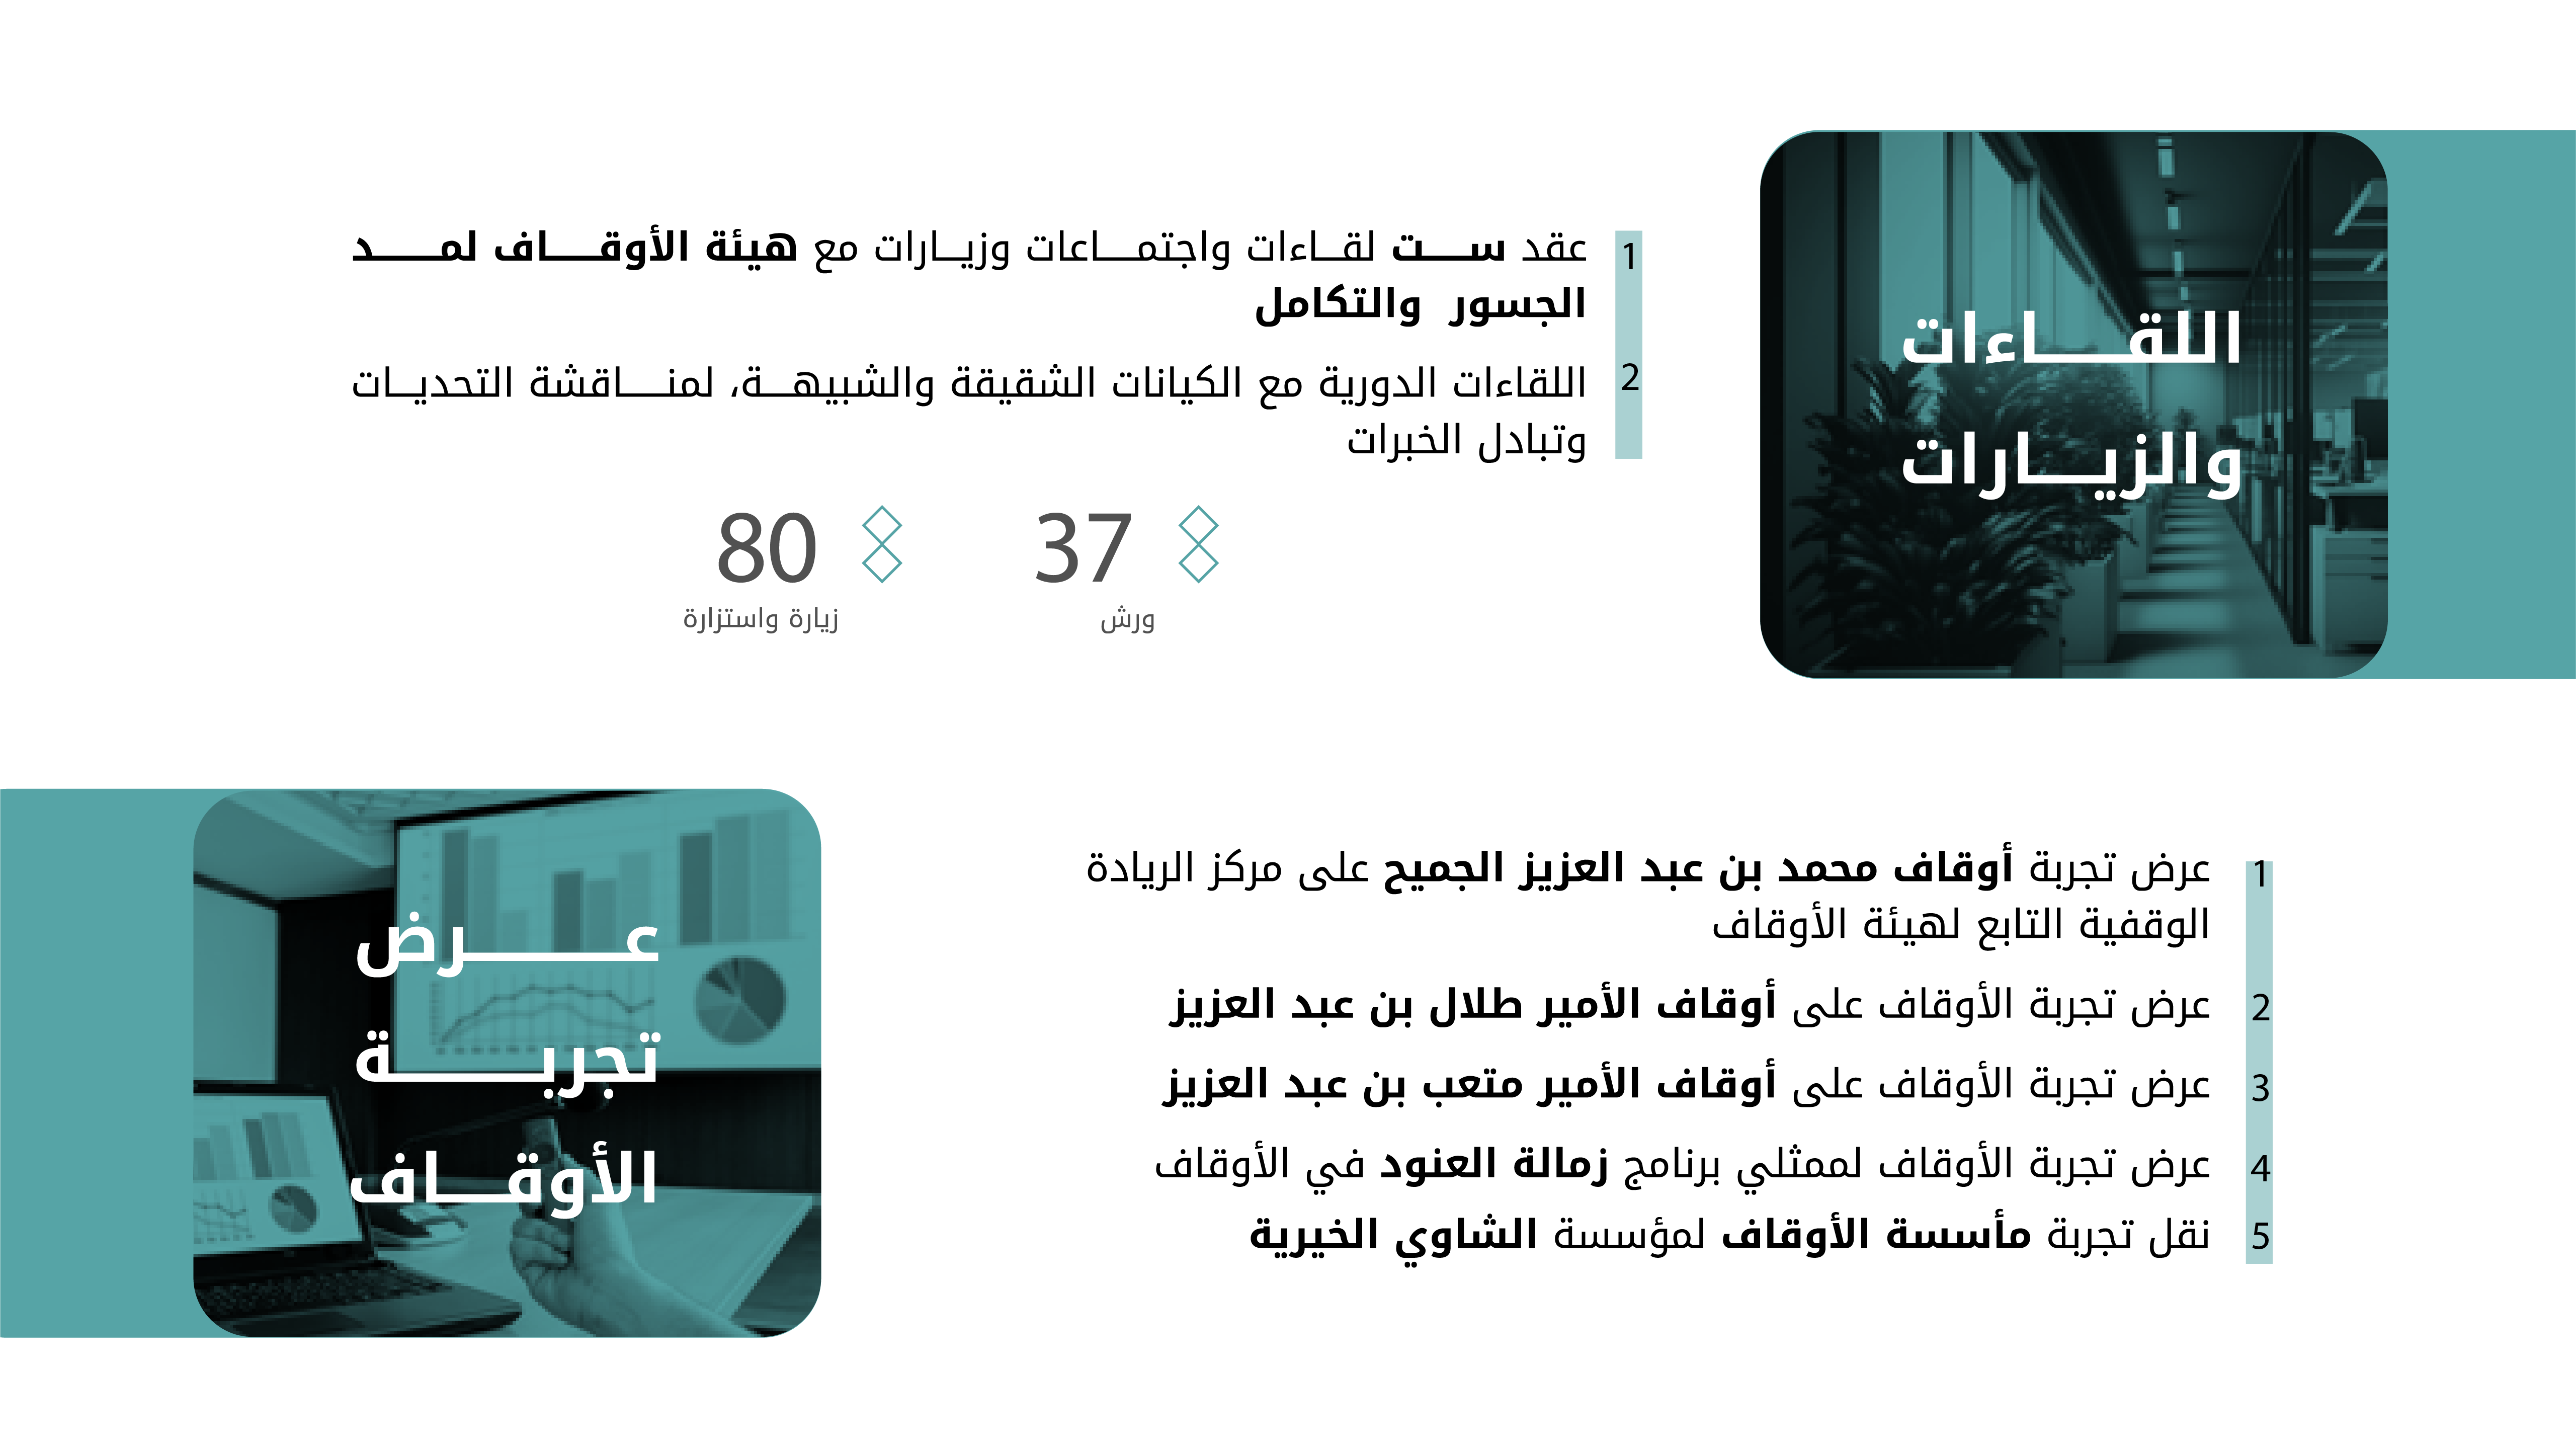 اللقاءات
والزيارات
1 عقد ست لقاءات واجتماعات وزيارات مع هيئة الأوقاف لمد
الجسور والتكامل
2 اللقاءات الدورية مع الكيانات الشقيقة والشبيهة، لمناقشة التحديات
وتبادل الخبرات
37
ورش
80
زيارة واستزارة
عرض
تجربة
الأوقاف
1 عرض تجربة أوقاف محمد بن عبد العزيز الجميح على مركز الريادة
الوقفية التابع لهيئة الأوقاف
2 عرض تجربة الأوقاف على أوقاف الأمير طلال بن عبد العزيز
3 عرض تجربة الأوقاف على أوقاف الأمير متعب بن عبد العزيز
4 عرض تجربة الأوقاف لممثلي برنامج زمالة العنود في الأوقاف
5 نقل تجربة مأسسة الأوقاف لمؤسسة الشاوي الخيرية